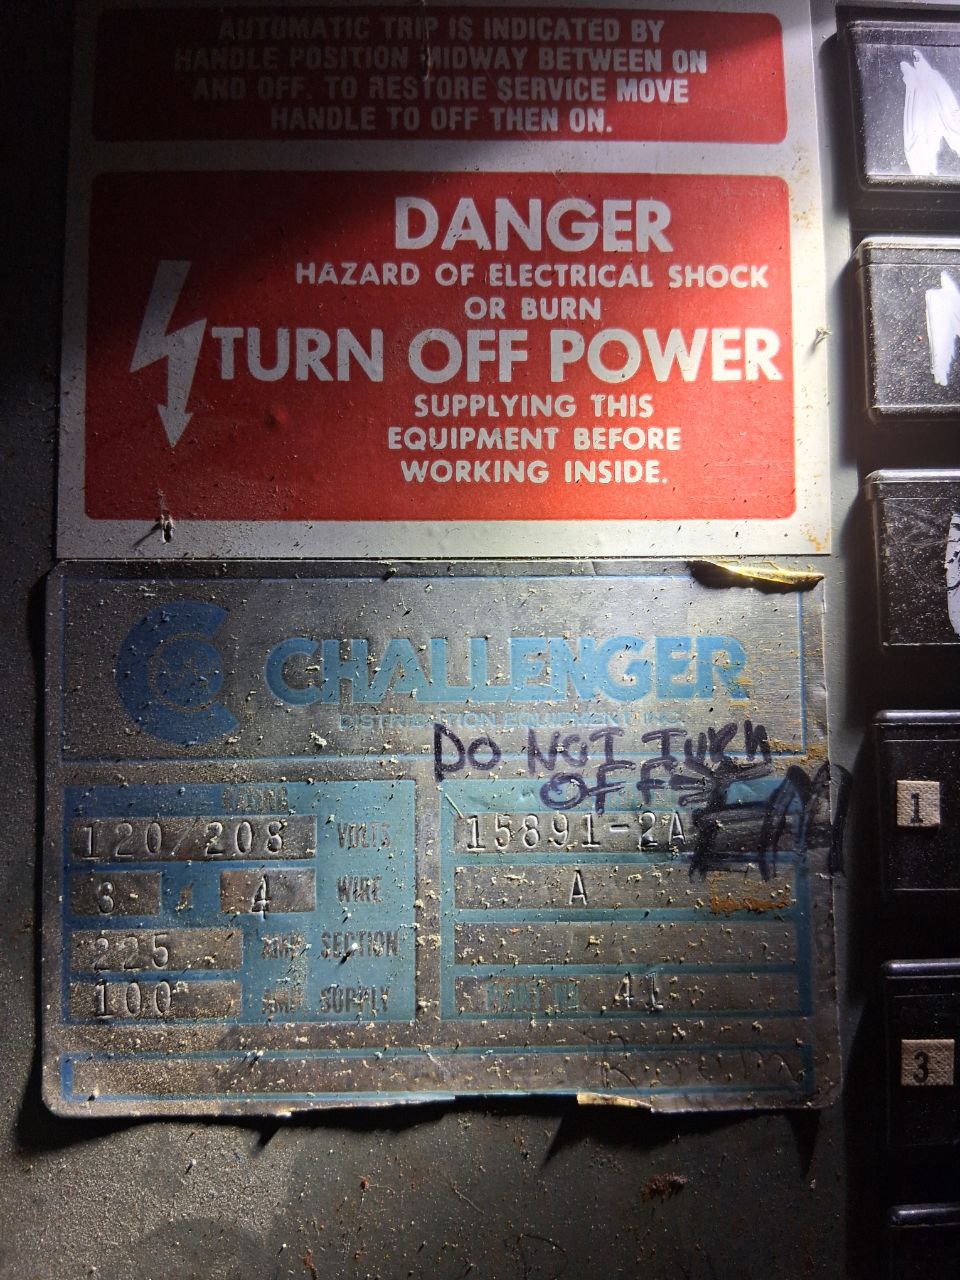 AUTOMATIC TRIP IS INDICATED BY
HANDLE POSITION MIDWAY BETWEEN ON
AND OFF. TO RESTORE SERVICE MOVE
HANDLE TO OFF THEN ON.
DANGER
HAZARD OF ELECTRICAL SHOCK
OR BURN
TURN OFF POWER
SUPPLYING THIS
EQUIPMENT BEFORE
WORKING INSIDE.
CHALLENGER
DISTRIBUTION EQUIPMENT INC.
DO NOT TURN
OFF
120/208 VOLTS
3 4 WIRE
225 AMP. SECTION
100 AMP. SUPPLY
15891-2A
A
41
1
3